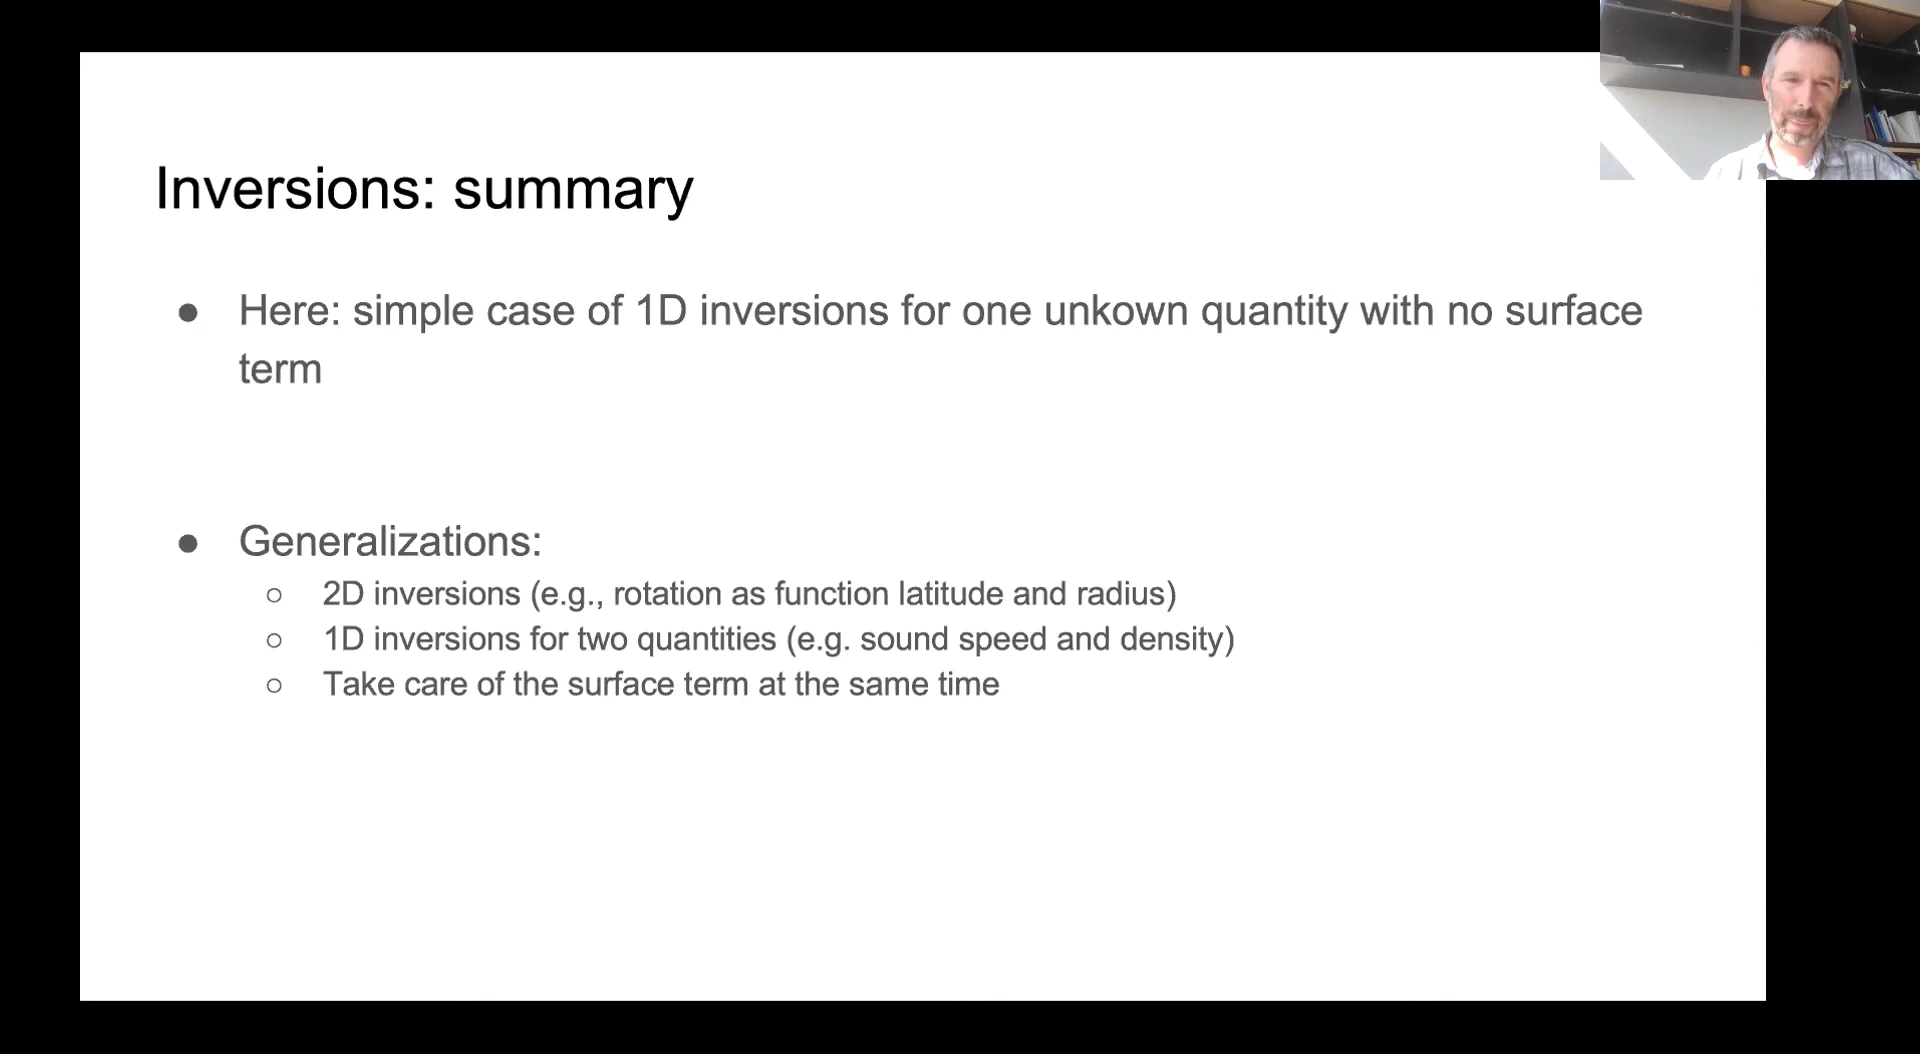 Inversions: summary
● Here: simple case of 1D inversions for one unkown quantity with no surface
term
● Generalizations:
○ 2D inversions (e.g., rotation as function latitude and radius)
○ 1D inversions for two quantities (e.g. sound speed and density)
○ Take care of the surface term at the same time